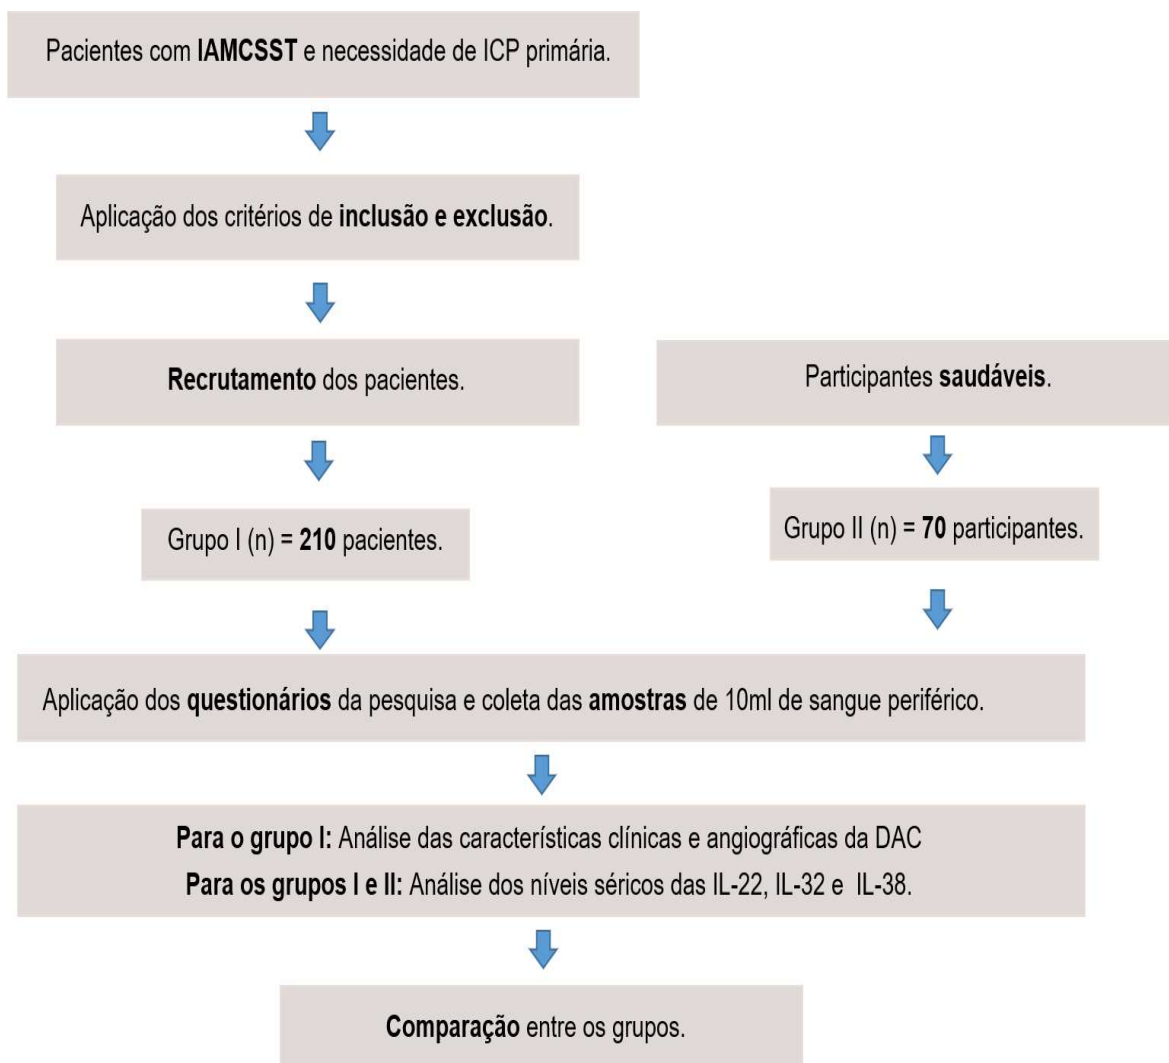 Pacientes com IAMCSST e necessidade de ICP primária.
Aplicação dos critérios de inclusão e exclusão.
Recrutamento dos pacientes.
Participantes saudáveis.
Grupo I (n) = 210 pacientes.
Grupo II (n) = 70 participantes.
Aplicação dos questionários da pesquisa e coleta das amostras de 10ml de sangue periférico.
Para o grupo I: Análise das características clínicas e angiográficas da DAC
Para os grupos I e II: Análise dos níveis séricos das IL-22, IL-32 e IL-38.
Comparação entre os grupos.